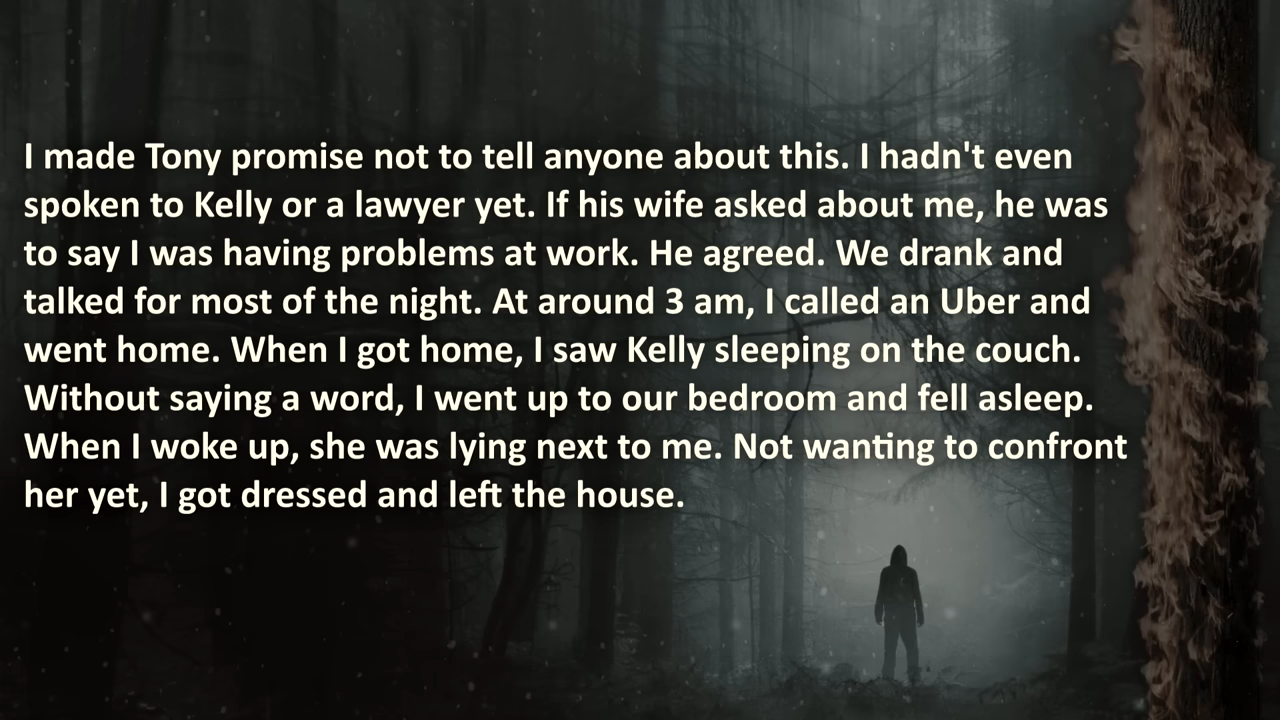 I made Tony promise not to tell anyone about this. I hadn't even
spoken to Kelly or a lawyer yet. If his wife asked about me, he was
to say I was having problems at work. He agreed. We drank and
talked for most of the night. At around 3 am, I called an Uber and
went home. When I got home, I saw Kelly sleeping on the couch.
Without saying a word, I went up to our bedroom and fell asleep.
When I woke up, she was lying next to me. Not wanting to confront
her yet, I got dressed and left the house.